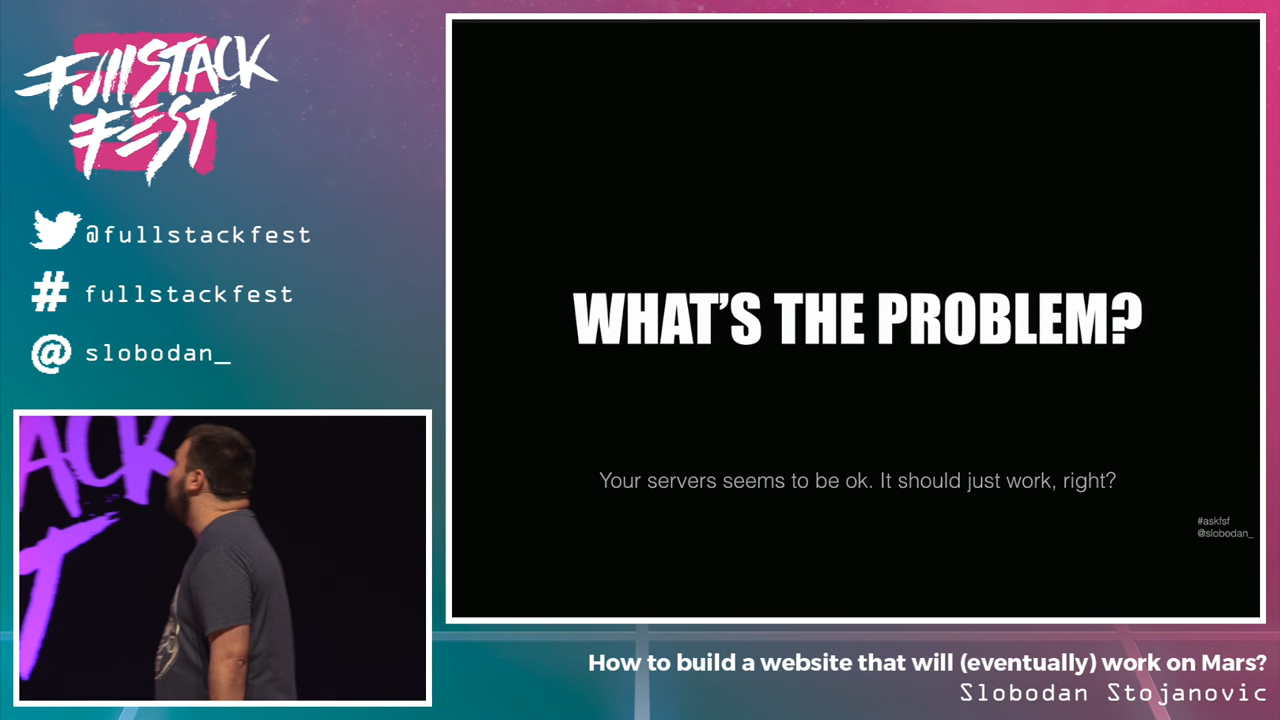 Fullstack
Fest
@fullstackfest
# fullstackfest
@ slobodan_
ACK
T
WHAT'S THE PROBLEM?
Your servers seems to be ok. It should just work, right?
#askfsf
@slobodan_
How to build a website that will (eventually) work on Mars?
Slobodan Stojanovic